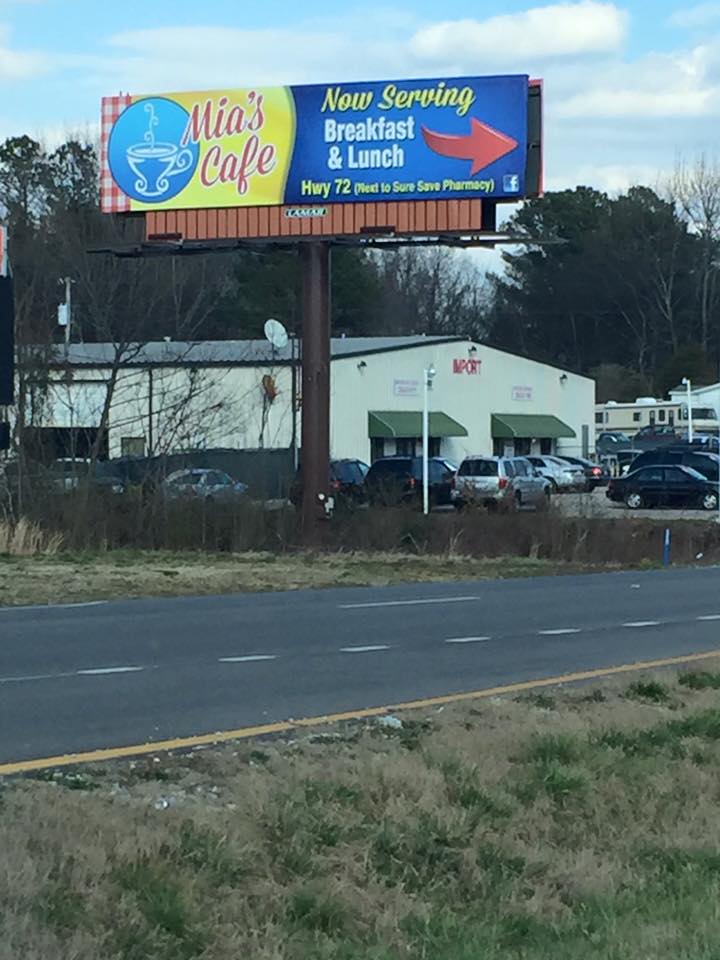 Mia's
Cafe
Now Serving
Breakfast
& Lunch
Hwy 72 (Next to Sure Save Pharmacy)
f
LAMAR
IMPORT